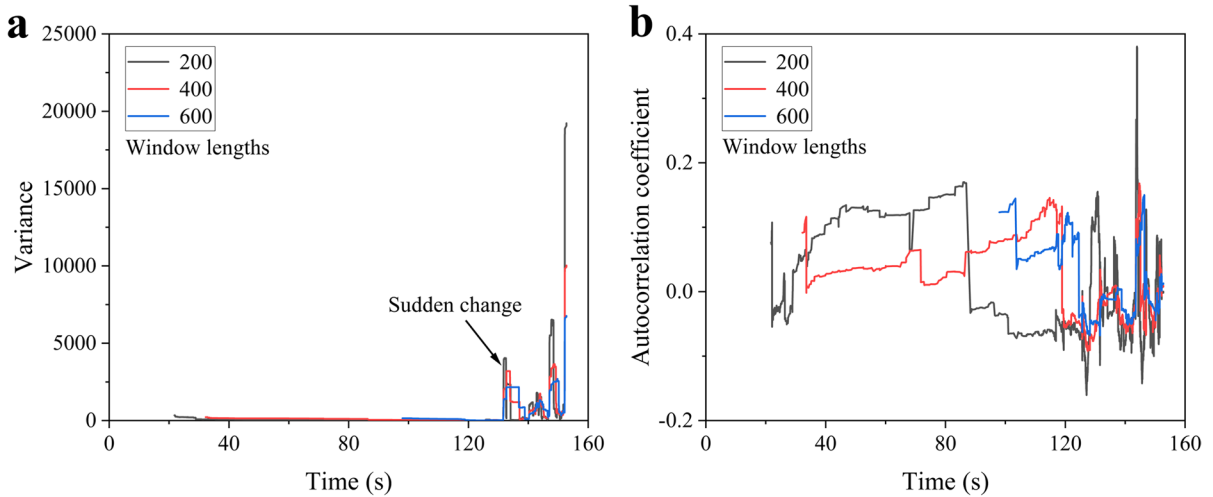 a
25000
20000
15000
10000
5000
0
Variance
200
400
600
Window lengths
Sudden change
0
40
80
120
160
Time (s)
b
0.4
0.2
0.0
-0.2
Autocorrelation coefficient
200
400
600
Window lengths
0
40
80
120
160
Time (s)